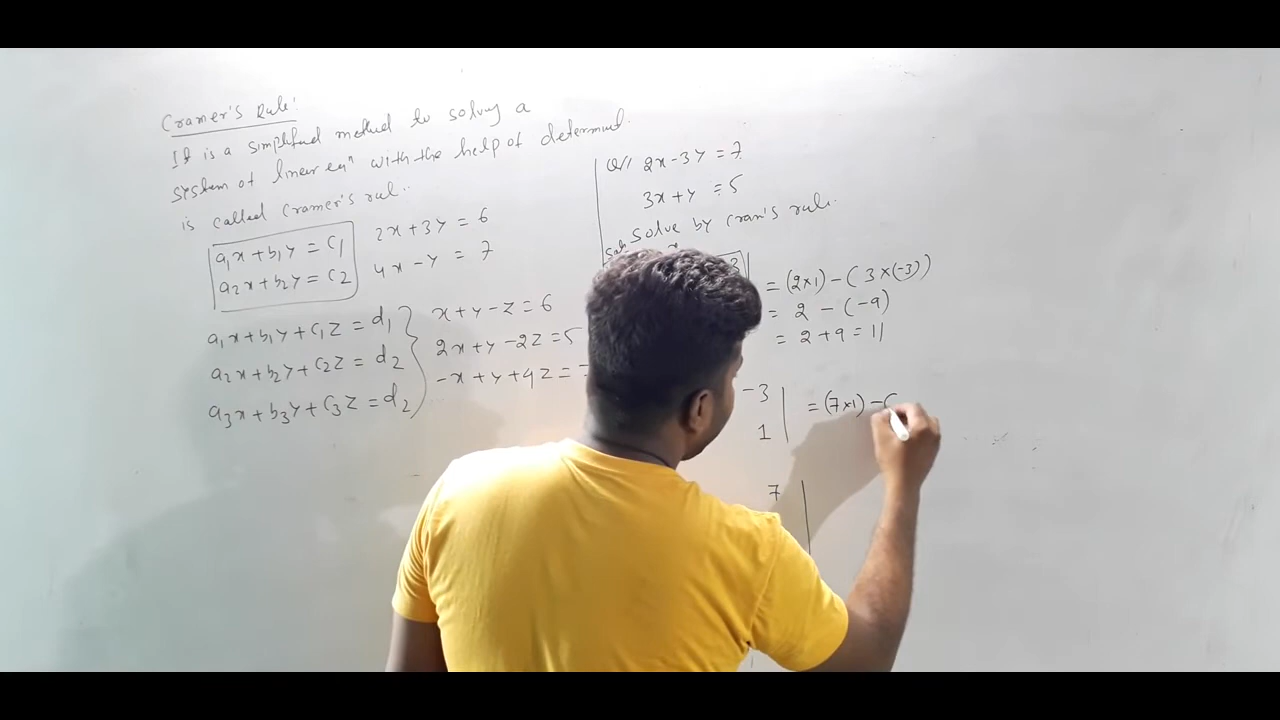 Cramer's Rule:
It is a simplified method to solving a
system of linear eqn with the help of determinant.
is called Cramer's rul..
a1x + b1y = c1
a2x + b2y = c2
2x + 3y = 6
4x - y = 7
a1x + b1y + c1z = d1
a2x + b2y + c2z = d2
a3x + b3y + c3z = d2
x + y - z = 6
2x + y - 2z = 5
-x + y + 4z =
2x - 3y = 7
3x + y = 5
Solve by Cram's rule.
= (2×1) - (3×(-3))
= 2 - (-9)
= 2 + 9 = 11
-3
1
= (7×1) - (
7